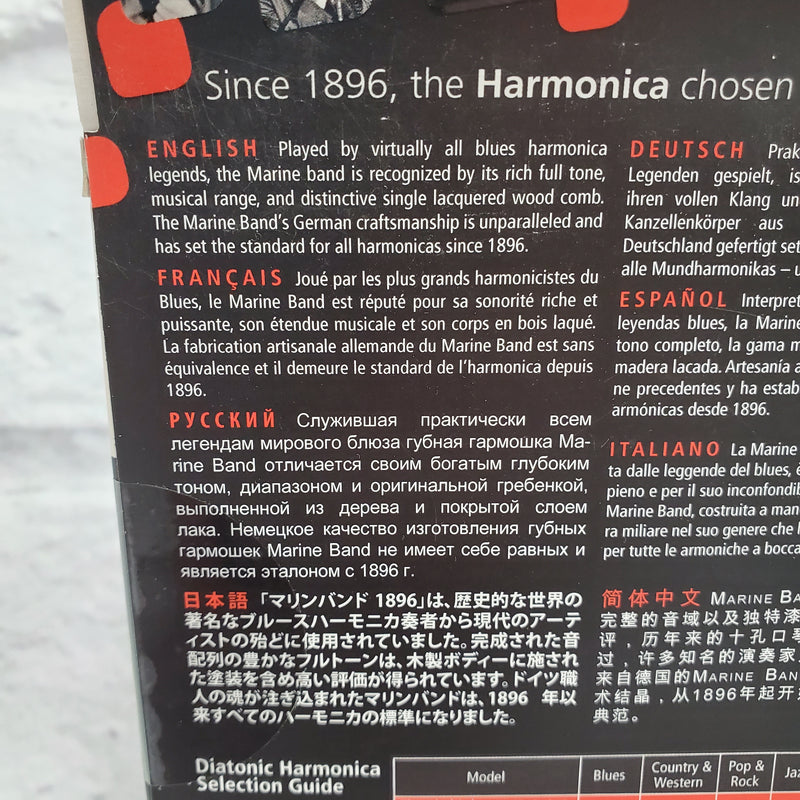 Since 1896, the Harmonica chosen
ENGLISH Played by virtually all blues harmonica
legends, the Marine band is recognized by its rich full tone,
musical range, and distinctive single lacquered wood comb.
The Marine Band's German craftsmanship is unparalleled and
has set the standard for all harmonicas since 1896.
FRANÇAIS Joué par les plus grands harmonicistes du
Blues, le Marine Band est réputé pour sa sonorité riche et
puissante, son étendue musicale et son corps en bois laqué.
La fabrication artisanale allemande du Marine Band est sans
équivalence et il demeure le standard de l'harmonica depuis
1896.
РУССКИЙ Служившая практически всем
легендам мирового блюза губная гармошка Ma-
rine Band отличается своим богатым глубоким
тоном, диапазоном и оригинальной гребенкой,
выполненной из дерева и покрытой слоем
лака. Немецкое качество изготовления губных
гармошек Marine Band не имеет себе равных и
является эталоном с 1896 г.
日本語 「マリンバンド 1896」は、歴史的な世界の
著名なブルースハーモニカ奏者から現代のアーテ
ィストの殆どに使用されていました。完成された音
配列の豊かなフルトーンは、木製ボディーに施され
た塗装を含め高い評価が得られています。ドイツ職
人の魂が注ぎ込まれたマリンバンドは、1896 年以
来すべてのハーモニカの標準になりました。
DEUTSCH
Legenden gespielt,
ihren vollen Klang
Kanzellenkörper aus
Deutschland gefertigt
alle Mundharmonikas –
ESPAÑOL
leyendas blues, la
tono completo, la gama
madera lacada. Artesanía
ne precedentes y ha
armónicas desde 1896.
ITALIANO La Marine
ta dalle leggende del blues,
pieno e per il suo
Marine Band, costruita a
ra miliare nel suo genere che
per tutte le armoniche a
简体中文 MARINE
完整的音域以及独特
评，历年来的十孔口
过，许多知名的演奏家
来自德国的MARINE
术结晶，从1896年起开
典范。
Diatonic Harmonica
Selection Guide
Model
Blues
Country &
Western
Pop &
Rock